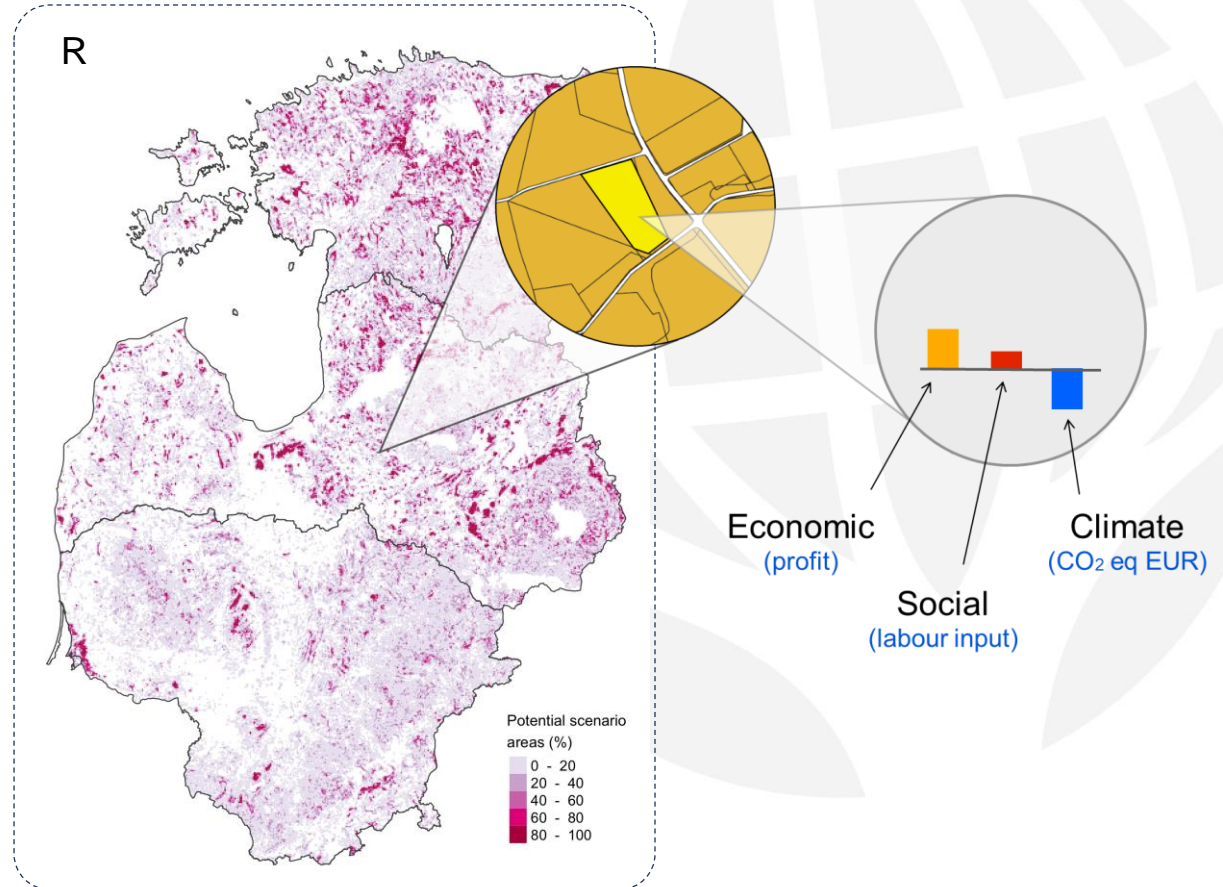 R
Economic
(profit)
Climate
(CO₂ eq EUR)
Social
(labour input)
Potential scenario
areas (%)
0 - 20
20 - 40
40 - 60
60 - 80
80 - 100